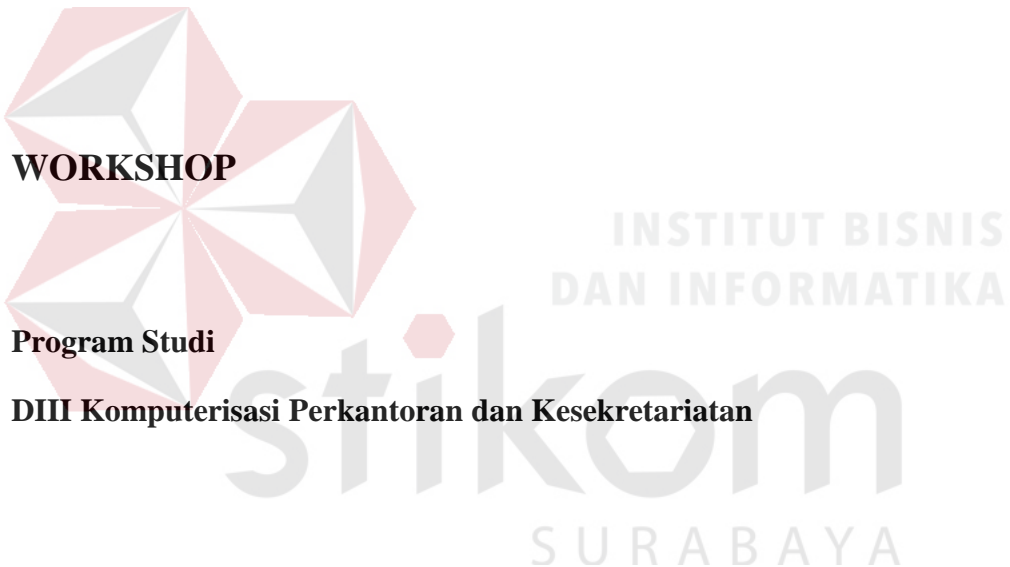 WORKSHOP
INSTITUT BISNIS
DAN INFORMATIKA
Program Studi
stikom
DIII Komputerisasi Perkantoran dan Kesekretariatan
SURABAYA